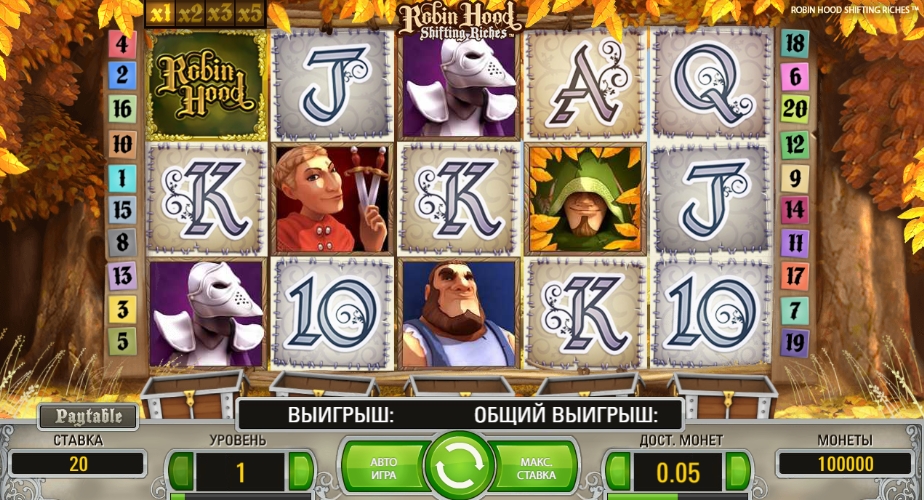 x1 x2 x3 x5
Robin Hood
Shifting Riches™
ROBIN HOOD SHIFTING RICHES™
4
2
16
10
1
15
8
13
3
5
Robin Hood J A Q
K K J
10 K 10
18
6
20
12
9
14
11
17
7
19
Paytable
ВЫИГРЫШ: ОБЩИЙ ВЫИГРЫШ:
СТАВКА
20
УРОВЕНЬ
1
АВТО
ИГРА
МАКС.
СТАВКА
ДОСТ. МОНЕТ
0.05
МОНЕТЫ
100000